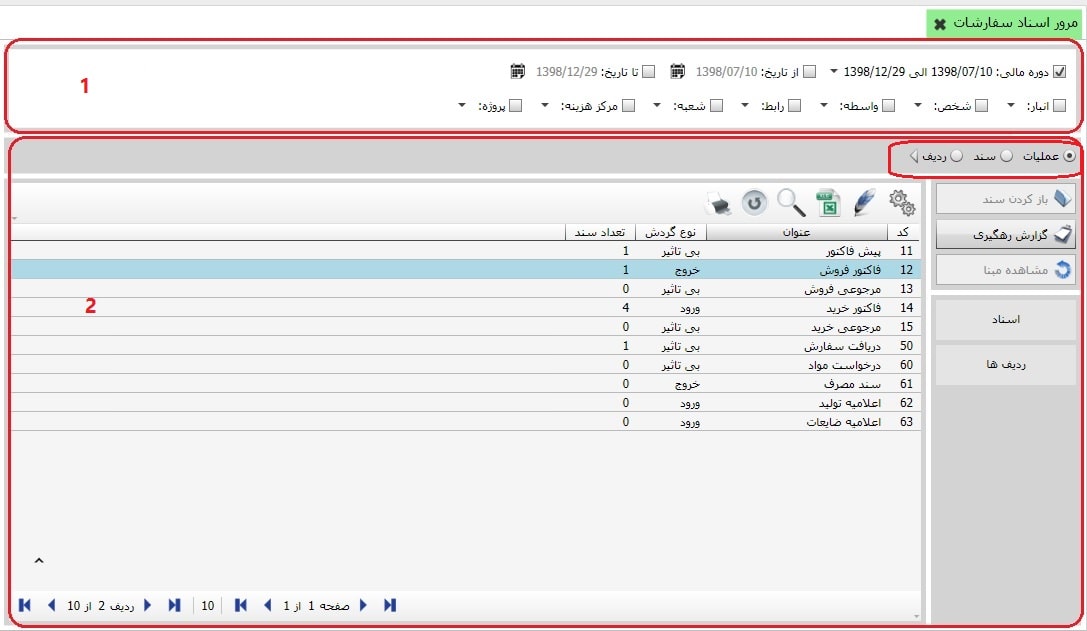 مرور اسناد سفارشات
1
دوره مالی: 1398/07/10 الی 1398/12/29 از تاریخ: 1398/07/10 تا تاریخ: 1398/12/29
انبار: شخص: واسطه: رابط: شعبه: مرکز هزینه: پروژه:
عملیات سند ردیف
باز کردن سند
گزارش رهگیری
مشاهده مبنا
اسناد
ردیف ها
2
کد عنوان نوع گردش تعداد سند
11 پیش فاکتور بی تاثیر 1
12 فاکتور فروش خروج 1
13 مرجوعی فروش بی تاثیر 0
14 فاکتور خرید ورود 4
15 مرجوعی خرید بی تاثیر 0
50 دریافت سفارش بی تاثیر 1
60 درخواست مواد بی تاثیر 0
61 سند مصرف خروج 0
62 اعلامیه تولید ورود 0
63 اعلامیه ضایعات ورود 0
صفحه 1 از 1 10 ردیف 2 از 10